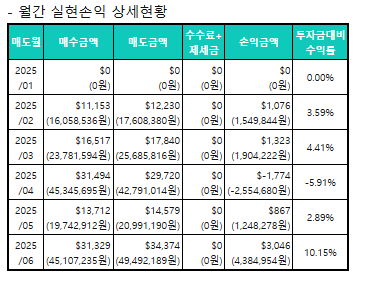 - 월간 실현손익 상세현황
매도월 매수금액 매도금액 수수료+제세금 손익금액 투자금대비 수익률
2025/01 $0 (0원) $0 (0원) $0 (0원) $0 (0원) 0.00%
2025/02 $11,153 (16,058,536원) $12,230 (17,608,380원) $0 (0원) $1,076 (1,549,844원) 3.59%
2025/03 $16,517 (23,781,594원) $17,840 (25,685,816원) $0 (0원) $1,323 (1,904,222원) 4.41%
2025/04 $31,494 (45,345,695원) $29,720 (42,791,014원) $0 (0원) $-1,774 (-2,554,680원) -5.91%
2025/05 $13,712 (19,742,912원) $14,579 (20,991,190원) $0 (0원) $867 (1,248,278원) 2.89%
2025/06 $31,329 (45,107,235원) $34,374 (49,492,189원) $0 (0원) $3,046 (4,384,954원) 10.15%